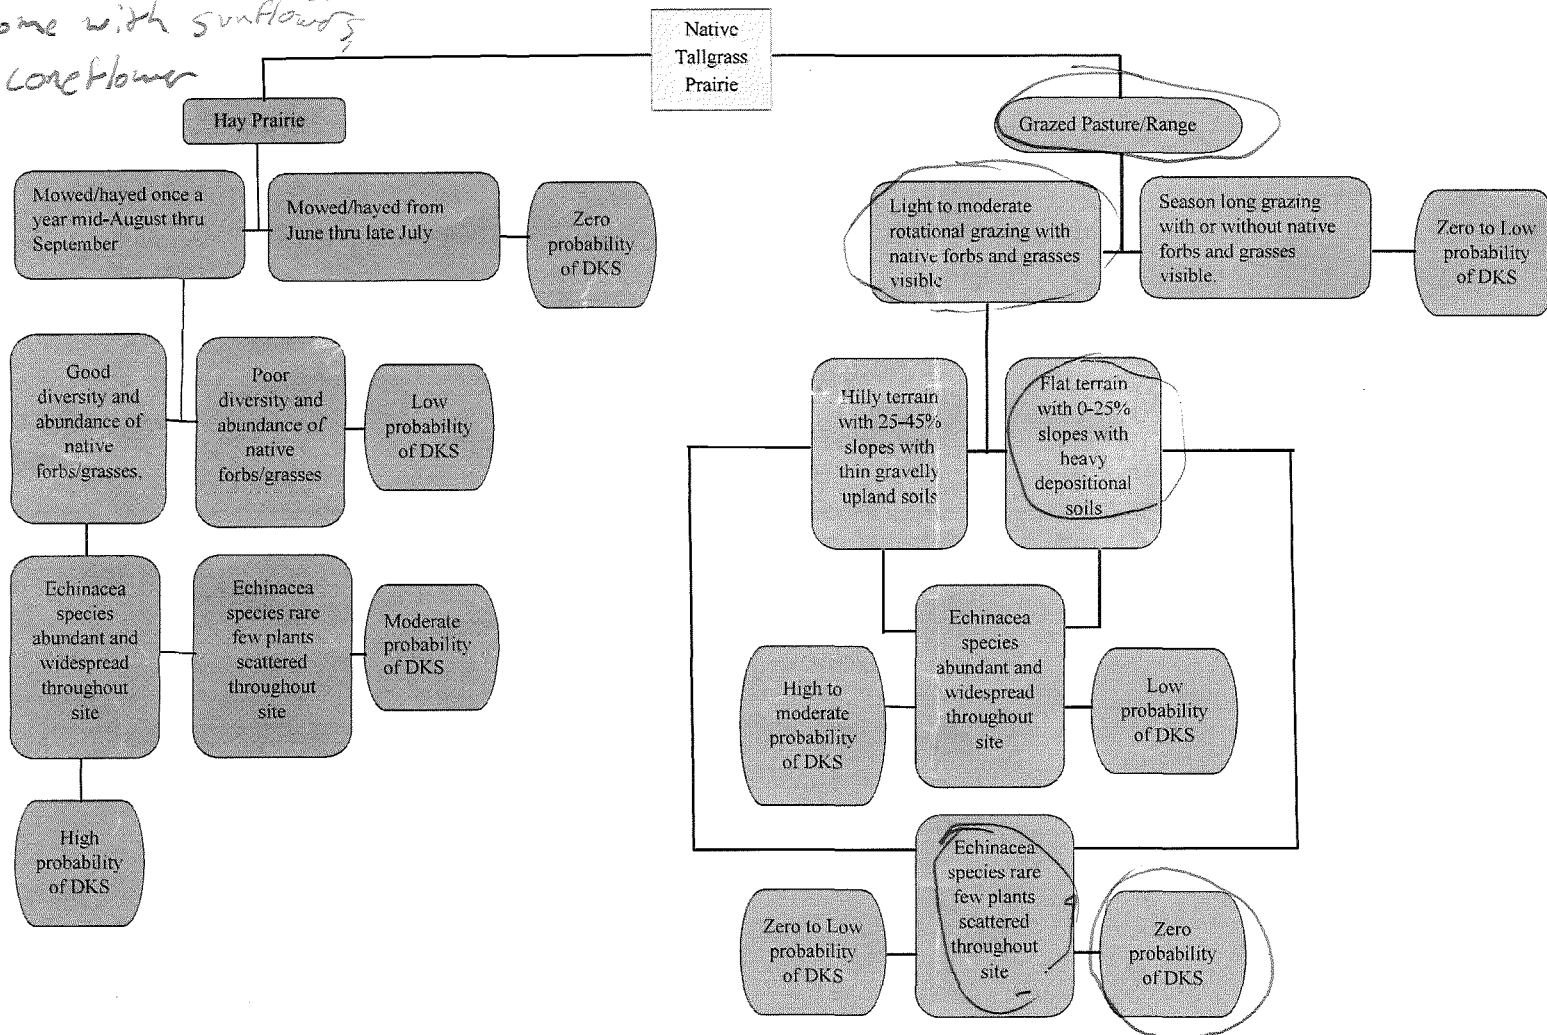 ome with sunflowers,
coneflower
Native
Tallgrass
Prairie
Hay Prairie
Grazed Pasture/Range
Mowed/hayed once a
year mid-August thru
September
Mowed/hayed from
June thru late July
Zero
probability
of DKS
Light to moderate
rotational grazing with
native forbs and grasses
visible
Season long grazing
with or without native
forbs and grasses
visible.
Zero to Low
probability
of DKS
Good
diversity and
abundance of
native
forbs/grasses.
Poor
diversity and
abundance of
native
forbs/grasses
Low
probability
of DKS
Hilly terrain
with 25-45%
slopes with
thin gravelly
upland soils
Flat terrain
with 0-25%
slopes with
heavy
depositional
soils
Echinacea
species
abundant and
widespread
throughout
site
Echinacea
species rare
few plants
scattered
throughout
site
Moderate
probability
of DKS
Echinacea
species
abundant and
widespread
throughout
site
High to
moderate
probability
of DKS
Low
probability
of DKS
High
probability
of DKS
Echinacea
species rare
few plants
scattered
throughout
site
Zero to Low
probability
of DKS
Zero
probability
of DKS